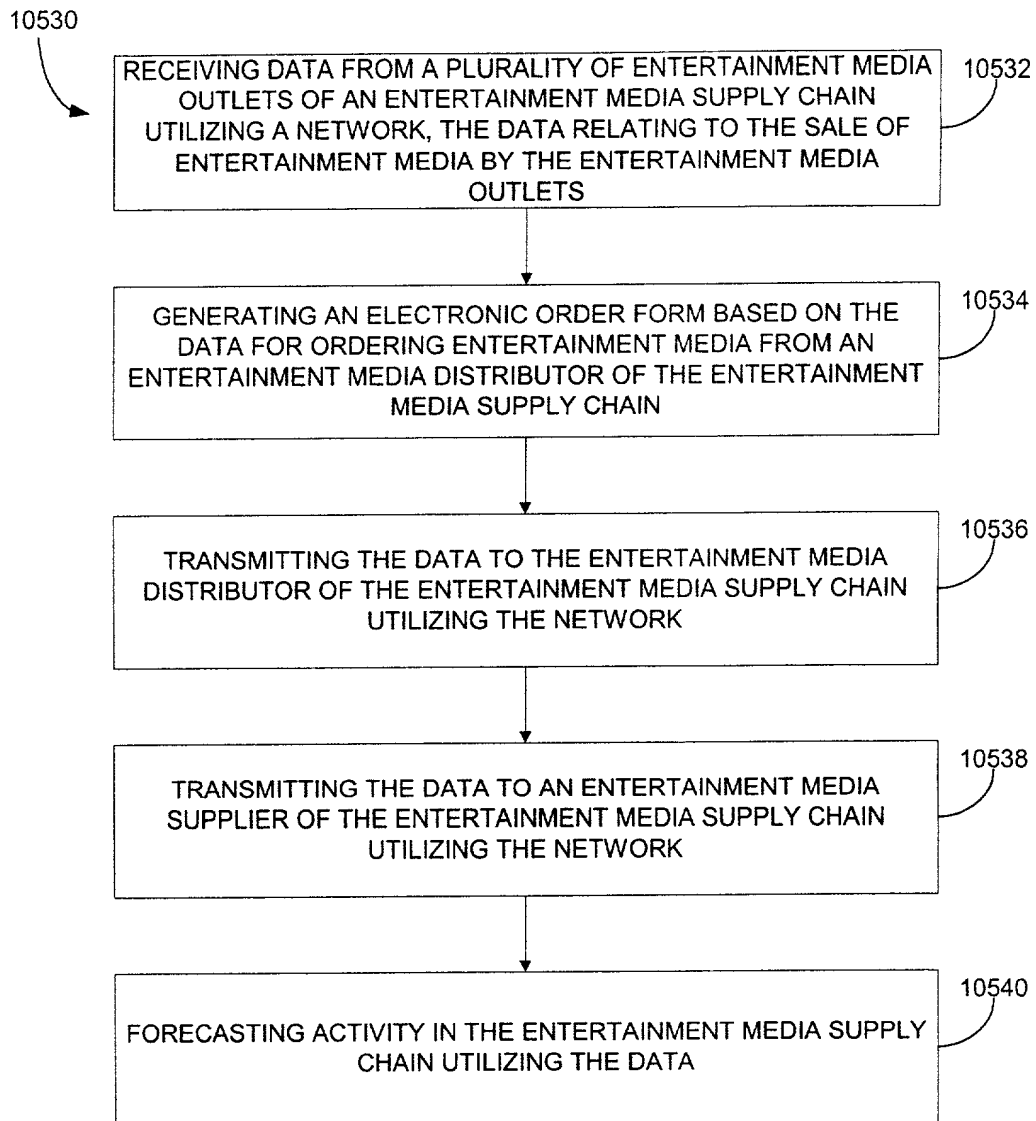 10530
RECEIVING DATA FROM A PLURALITY OF ENTERTAINMENT MEDIA
OUTLETS OF AN ENTERTAINMENT MEDIA SUPPLY CHAIN
UTILIZING A NETWORK, THE DATA RELATING TO THE SALE OF
ENTERTAINMENT MEDIA BY THE ENTERTAINMENT MEDIA
OUTLETS
10532
GENERATING AN ELECTRONIC ORDER FORM BASED ON THE
DATA FOR ORDERING ENTERTAINMENT MEDIA FROM AN
ENTERTAINMENT MEDIA DISTRIBUTOR OF THE ENTERTAINMENT
MEDIA SUPPLY CHAIN
10534
TRANSMITTING THE DATA TO THE ENTERTAINMENT MEDIA
DISTRIBUTOR OF THE ENTERTAINMENT MEDIA SUPPLY CHAIN
UTILIZING THE NETWORK
10536
TRANSMITTING THE DATA TO AN ENTERTAINMENT MEDIA
SUPPLIER OF THE ENTERTAINMENT MEDIA SUPPLY CHAIN
UTILIZING THE NETWORK
10538
FORECASTING ACTIVITY IN THE ENTERTAINMENT MEDIA SUPPLY
CHAIN UTILIZING THE DATA
10540